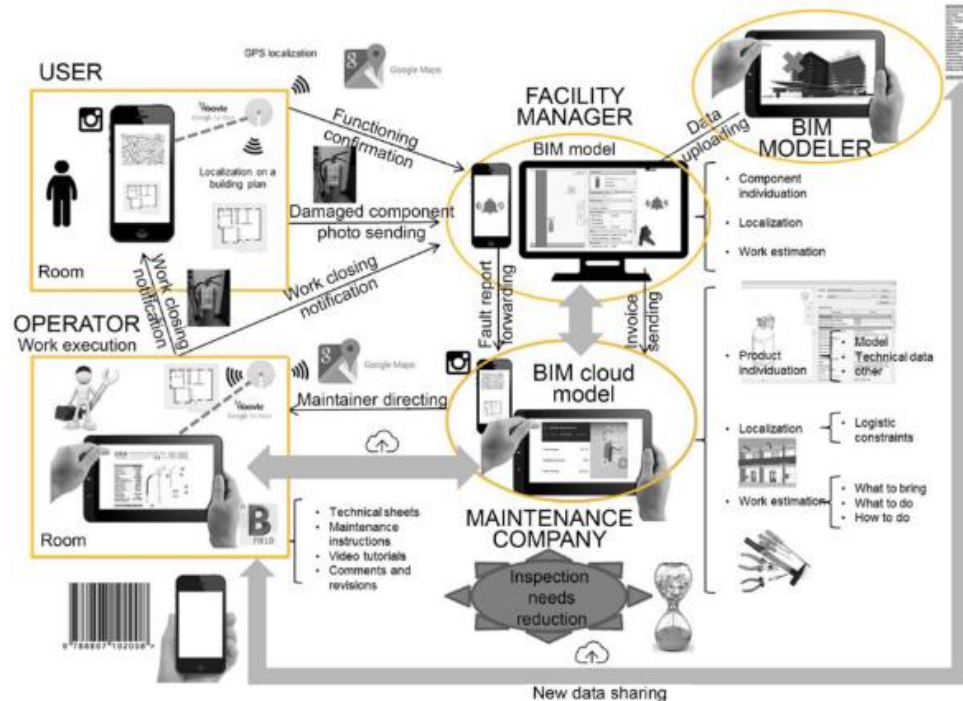 GPS localization
Google Maps
USER
Localization on a
building plan
Room
Functioning
confirmation
Damaged component
photo sending
Work closing
notification
Work closing
notification
FACILITY
MANAGER
BIM model
Data
uploading
BIM
MODELER
• Component
individuation
• Localization
• Work estimation
Fault report
forwarding
Invoice
sending
OPERATOR
Work execution
Google Maps
Maintainer directing
BIM cloud
model
MAINTENANCE
COMPANY
Room
B
FIELD
• Technical sheets
• Maintenance
instructions
• Video tutorials
• Comments and
revisions
• Product
individuation
• Model
• Technical data
• other
• Localization
• Logistic
constraints
• Work estimation
• What to bring
• What to do
• How to do
Inspection
needs
reduction
9 788807 192098 >
New data sharing